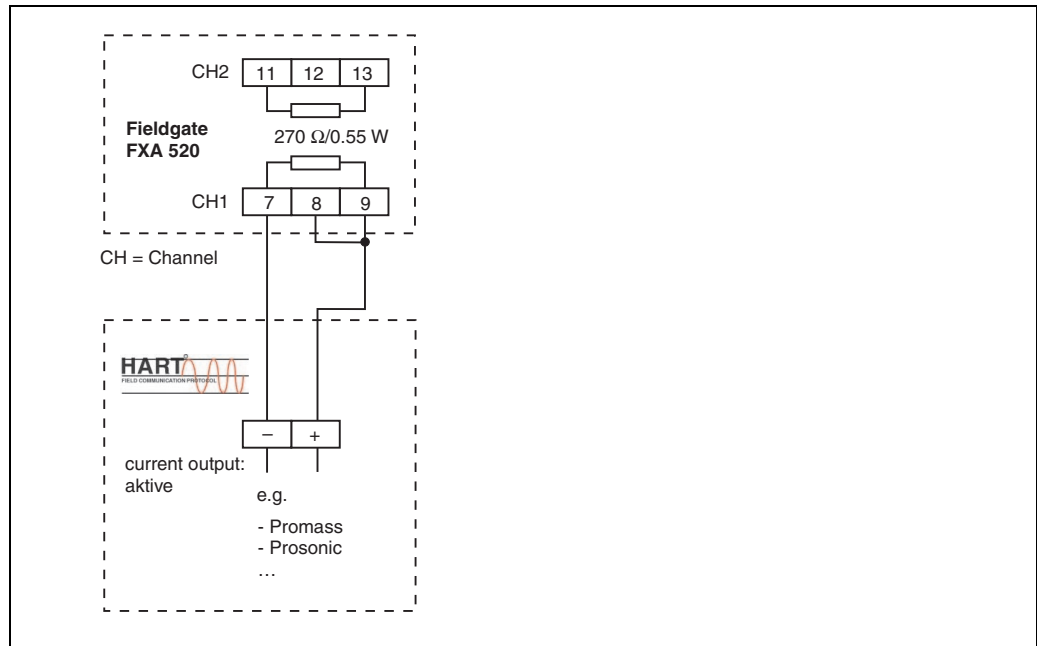 CH2 11 12 13
Fieldgate
FXA 520
270 Ω/0.55 W
CH1 7 8 9
CH = Channel
HART
FIELD COMMUNICATION PROTOCOL
– +
current output:
aktive
e.g.
- Promass
- Prosonic
…